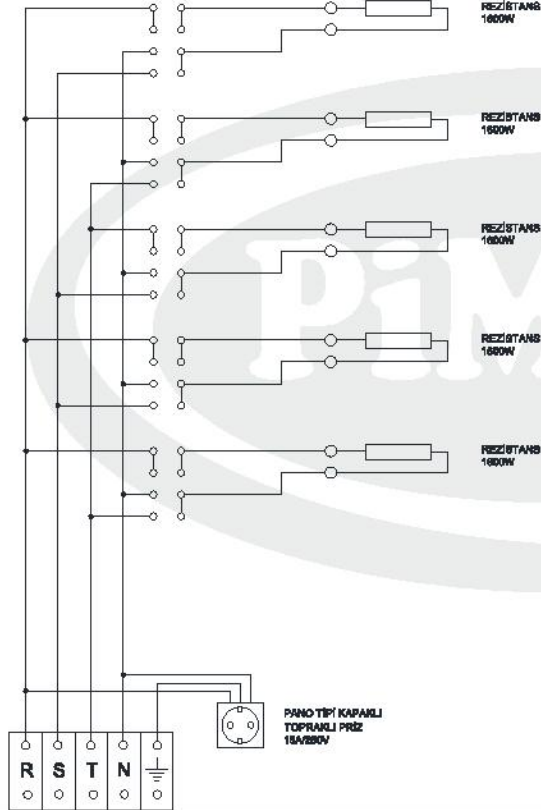 REZİSTANS
1600W
REZİSTANS
1600W
REZİSTANS
1600W
PiM
REZİSTANS
1600W
REZİSTANS
1600W
PANO TİPİ KAPAKLI
TOPRAKLI PRİZ
16A/250V
R S T N